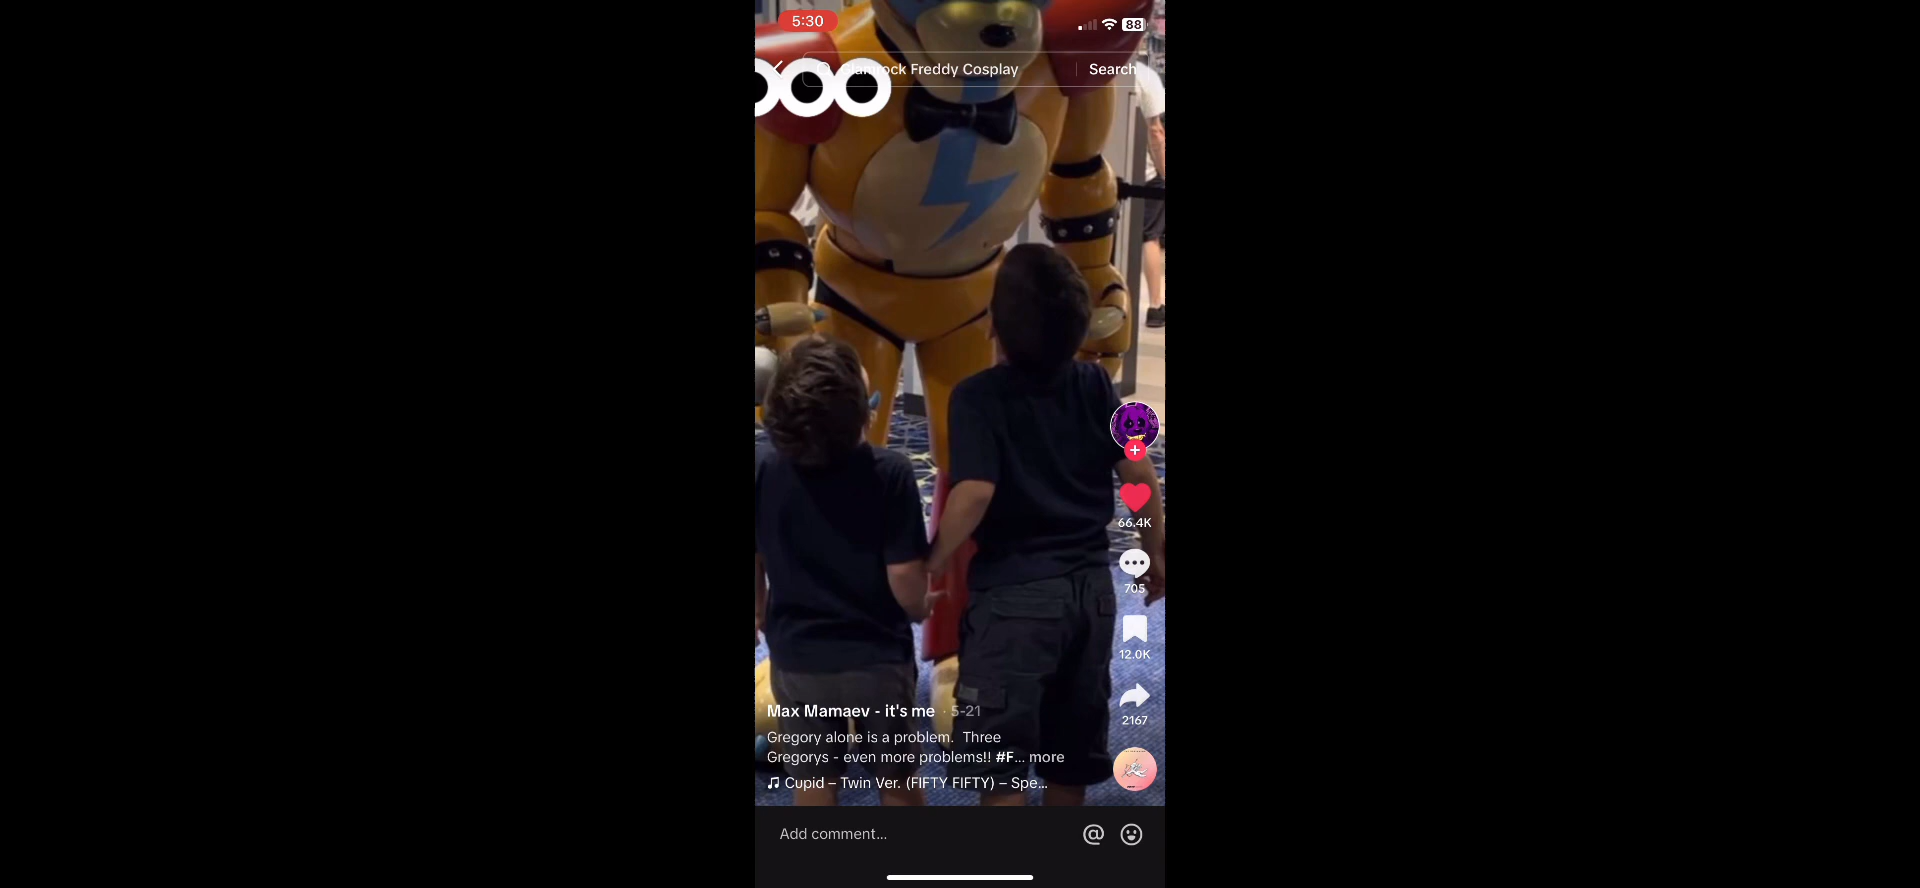 5:30
88
Glamrock Freddy Cosplay
Search
66.4K
705
12.0K
2167
Max Mamaev - it's me · 5-21
Gregory alone is a problem. Three
Gregorys - even more problems!! #F... more
Cupid – Twin Ver. (FIFTY FIFTY) – Spe...
Add comment...